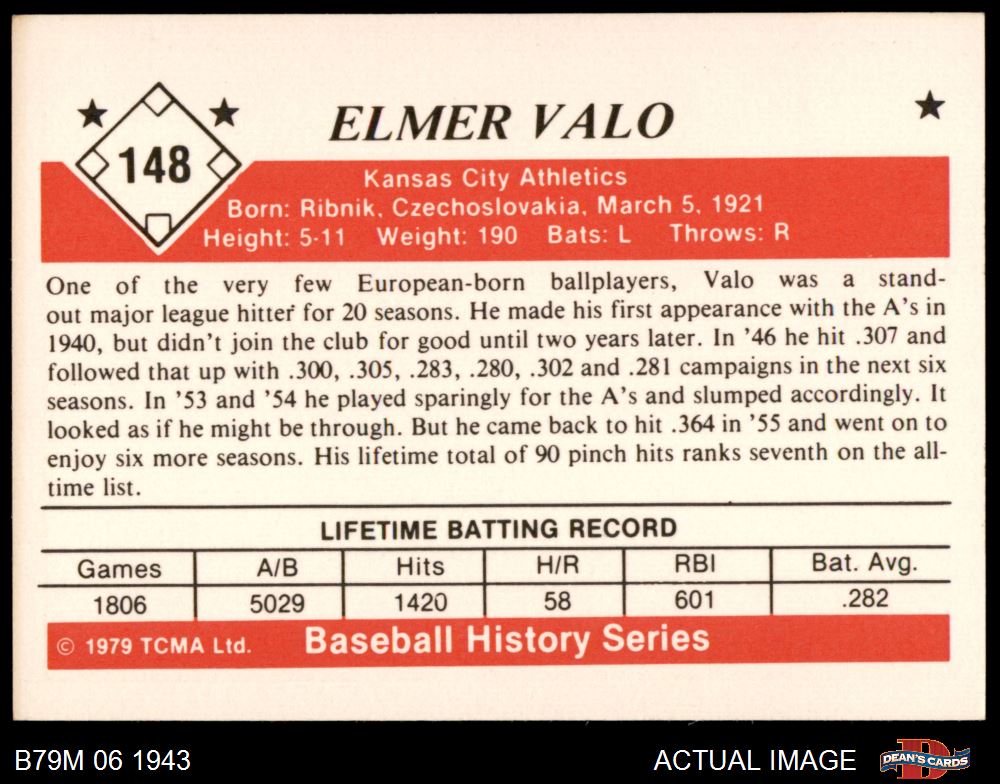 148
ELMER VALO
Kansas City Athletics
Born: Ribnik, Czechoslovakia, March 5, 1921
Height: 5-11 Weight: 190 Bats: L Throws: R
One of the very few European-born ballplayers, Valo was a stand-
out major league hitter for 20 seasons. He made his first appearance with the A's in
1940, but didn't join the club for good until two years later. In '46 he hit .307 and
followed that up with .300, .305, .283, .280, .302 and .281 campaigns in the next six
seasons. In '53 and '54 he played sparingly for the A's and slumped accordingly. It
looked as if he might be through. But he came back to hit .364 in '55 and went on to
enjoy six more seasons. His lifetime total of 90 pinch hits ranks seventh on the all-
time list.
LIFETIME BATTING RECORD
Games A/B Hits H/R RBI Bat. Avg.
1806 5029 1420 58 601 .282
© 1979 TCMA Ltd. Baseball History Series
B79M 06 1943 ACTUAL IMAGE D DEAN'S CARDS